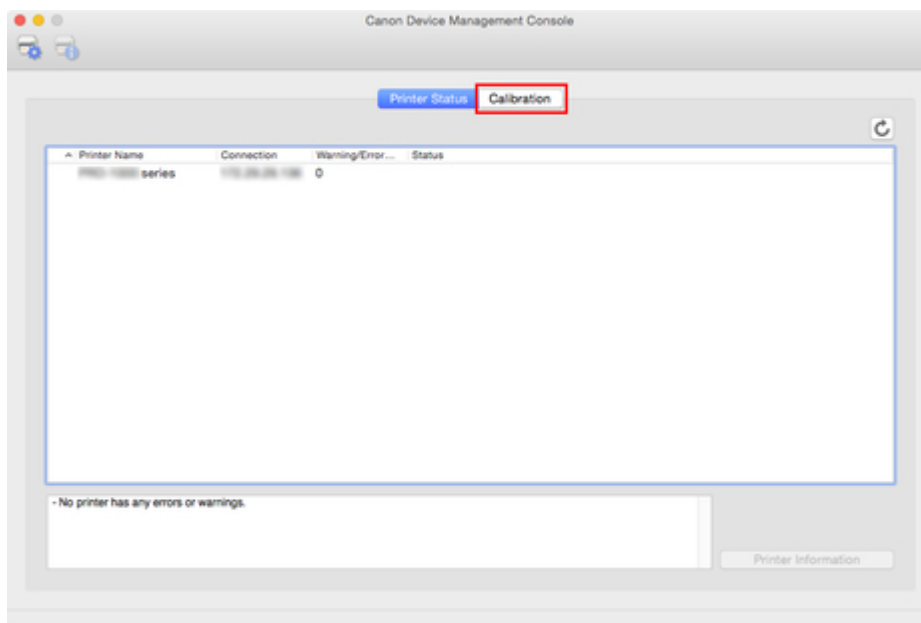 Canon Device Management Console
Printer Status Calibration
Printer Name Connection Warning/Error... Status
series 0
- No printer has any errors or warnings.
Printer Information